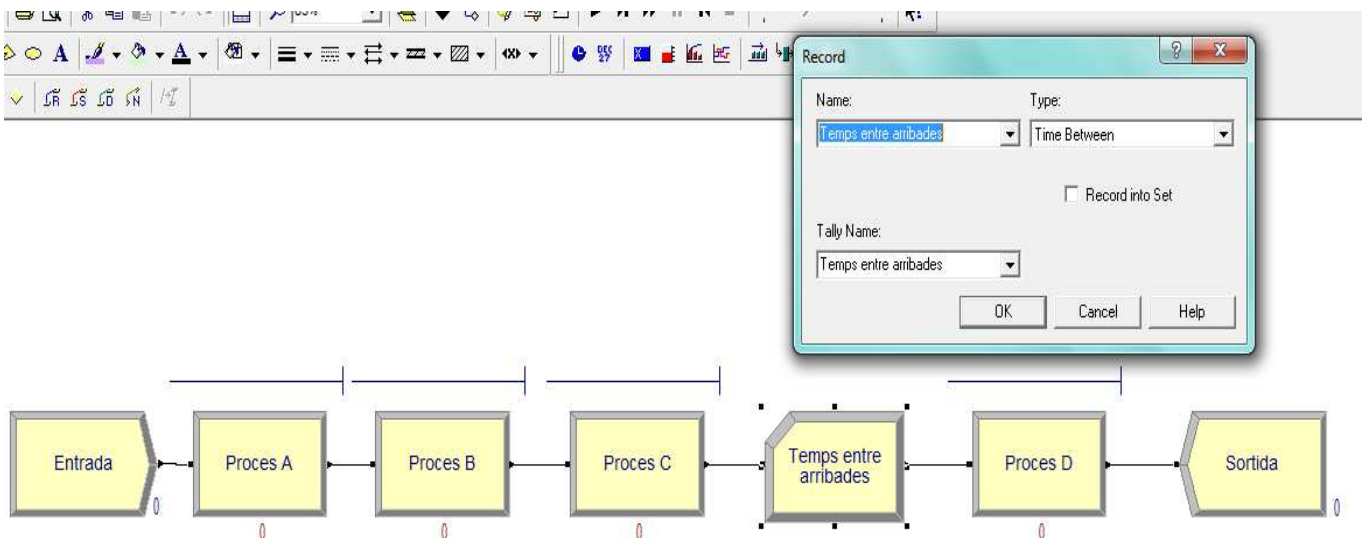 Record
Name:
Type:
Temps entre arribades
Time Between
Record into Set
Tally Name:
Temps entre arribades
OK
Cancel
Help
Entrada
Proces A
Proces B
Proces C
Temps entre
arribades
Proces D
Sortida
0
0
0
0
0
0